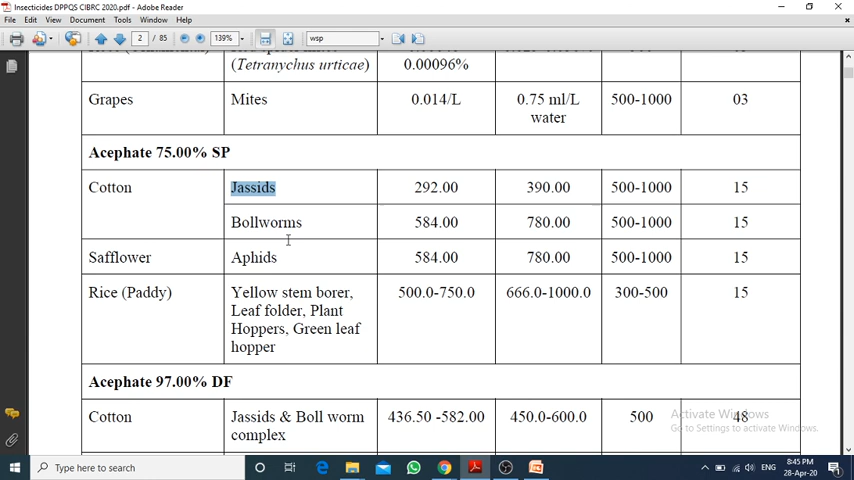 Insecticides DPPQS CIBRC 2020.pdf - Adobe Reader
File Edit View Document Tools Window Help
2 / 85 139% wsp
(Tetranychus urticae) 0.00096%
Grapes Mites 0.014/L 0.75 ml/L 500-1000 03
water
Acephate 75.00% SP
Cotton Jassids 292.00 390.00 500-1000 15
Bollworms 584.00 780.00 500-1000 15
Safflower Aphids 584.00 780.00 500-1000 15
Rice (Paddy) Yellow stem borer, 500.0-750.0 666.0-1000.0 300-500 15
Leaf folder, Plant
Hoppers, Green leaf
hopper
Acephate 97.00% DF
Cotton Jassids & Boll worm 436.50 -582.00 450.0-600.0 500 48
complex
Activate Windows
Go to Settings to activate Windows.
Type here to search
ENG
8:45 PM
28-Apr-20